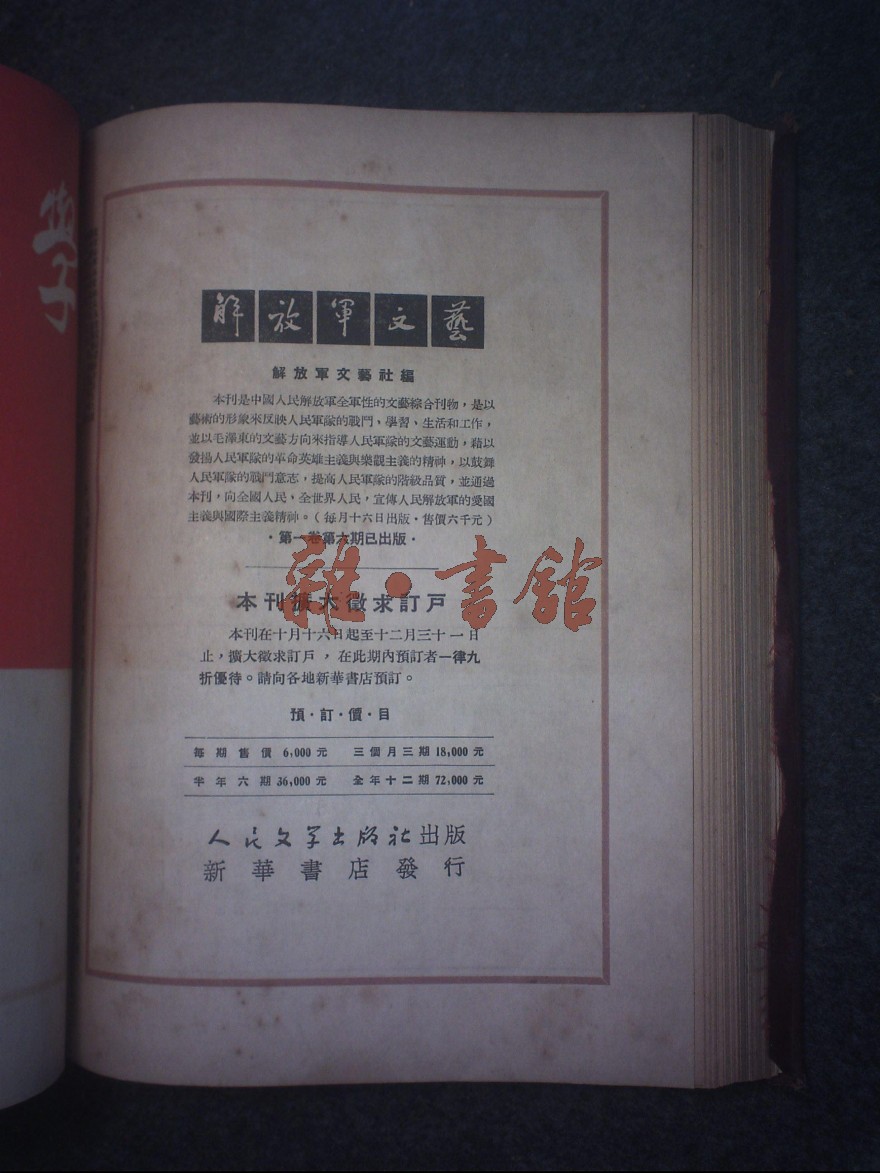 學
解放軍文藝
解放軍文藝社編
本刊是中國人民解放軍全軍性的文藝綜合刊物，是以
藝術的形象來反映人民軍隊的戰鬥、學習、生活和工作，
並以毛澤東的文藝方向來指導人民軍隊的文藝運動，藉以
發揚人民軍隊的革命英雄主義與樂觀主義的精神，以鼓舞
人民軍隊的戰鬥意志，提高人民軍隊的階級品質，並通過
本刊，向全國人民，全世界人民，宣傳人民解放軍的愛國
主義與國際主義精神。（每月十六日出版·售價六千元）
·第一卷第六期已出版·
雜·書館
本刊擴大徵求訂戶
本刊在十月十六日起至十二月三十一日
止，擴大徵求訂戶，在此期內預訂者一律九
折優待。請向各地新華書店預訂。
預·訂·價·目
每期售價 6,000元 三個月三期 18,000元
半年六期 36,000元 全年十二期 72,000元
人民文学出版社出版
新華書店發行